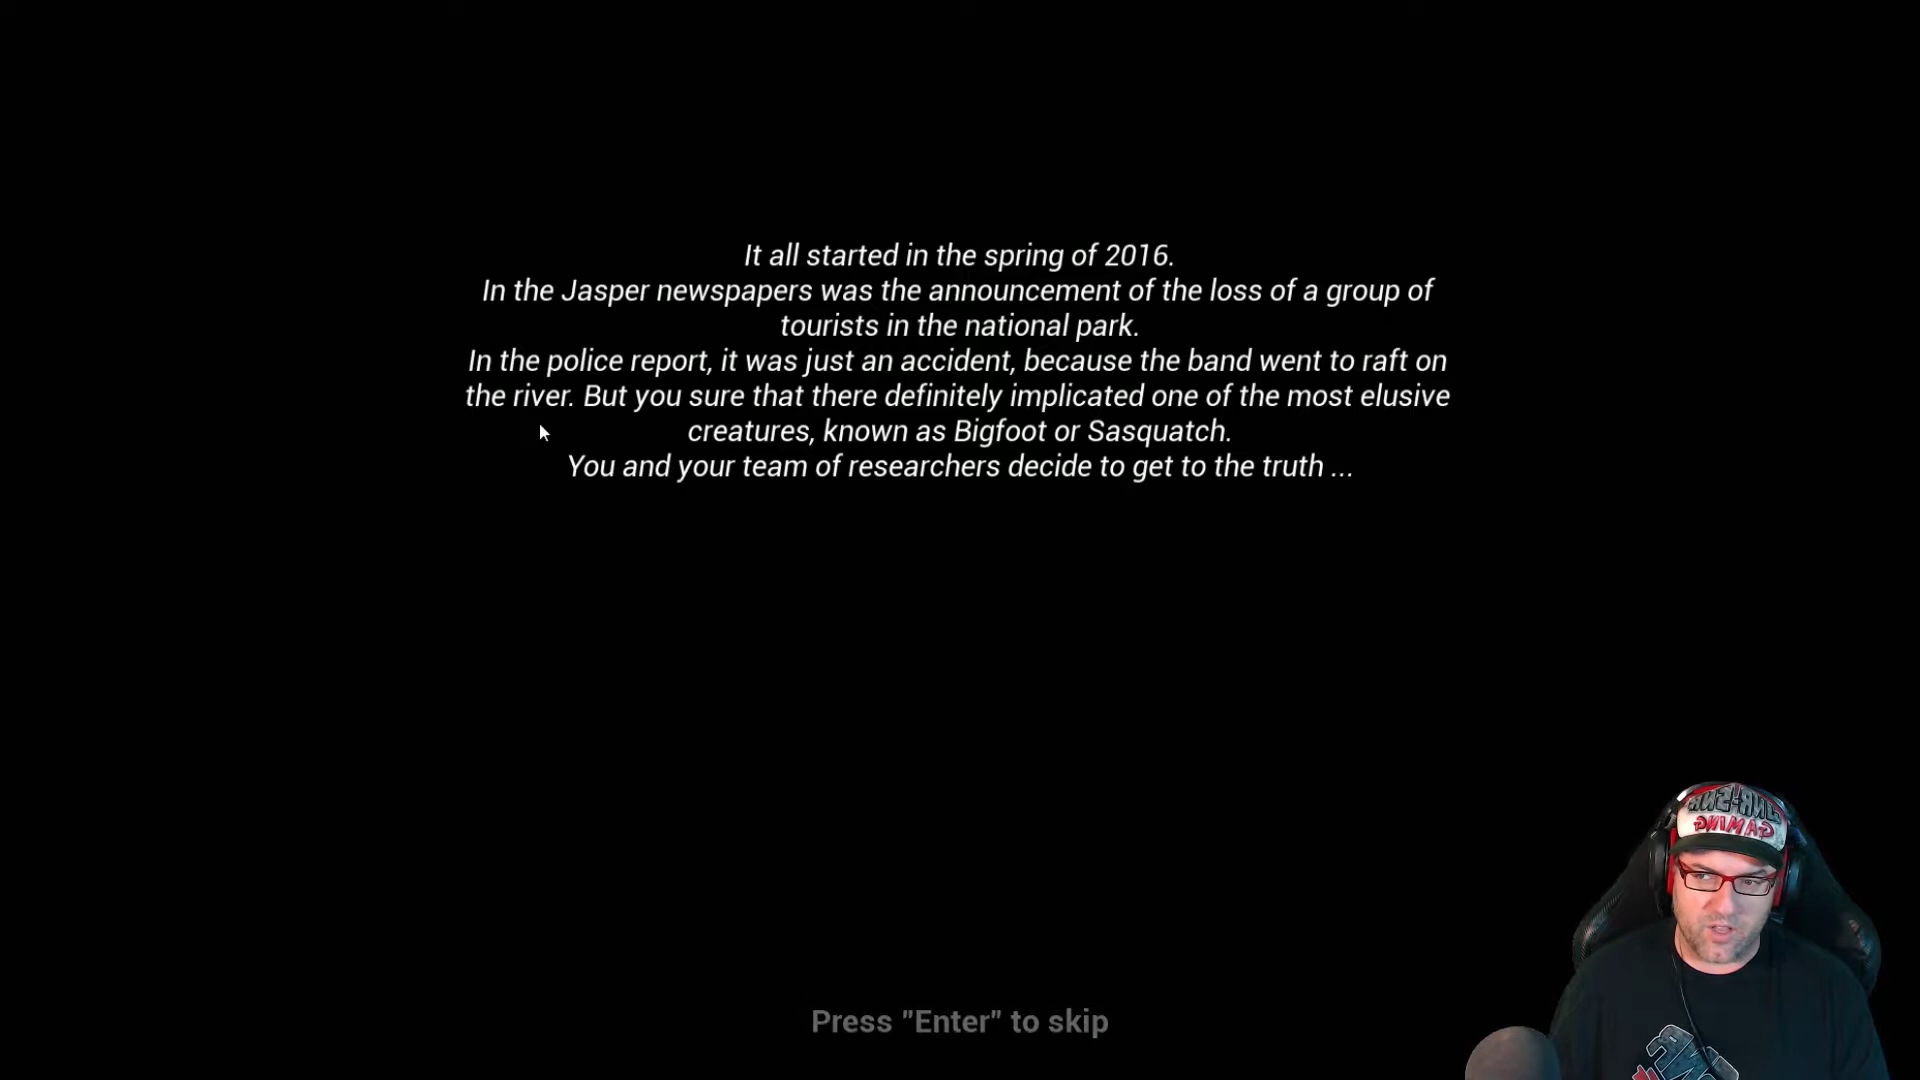 It all started in the spring of 2016.
In the Jasper newspapers was the announcement of the loss of a group of
tourists in the national park.
In the police report, it was just an accident, because the band went to raft on
the river. But you sure that there definitely implicated one of the most elusive
creatures, known as Bigfoot or Sasquatch.
You and your team of researchers decide to get to the truth ...
GAMING
Press "Enter" to skip